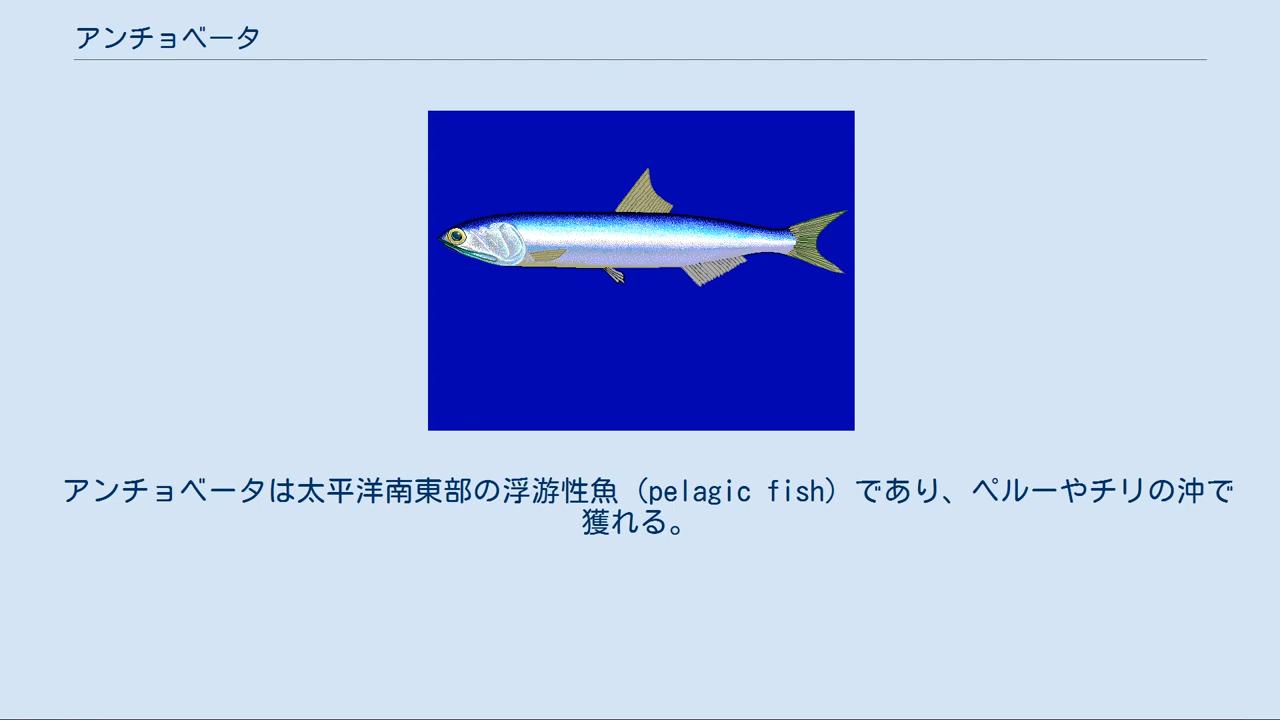 アンチョベータ
アンチョベータは太平洋南東部の浮游性魚（pelagic fish）であり、ペルーやチリの沖で
獲れる。